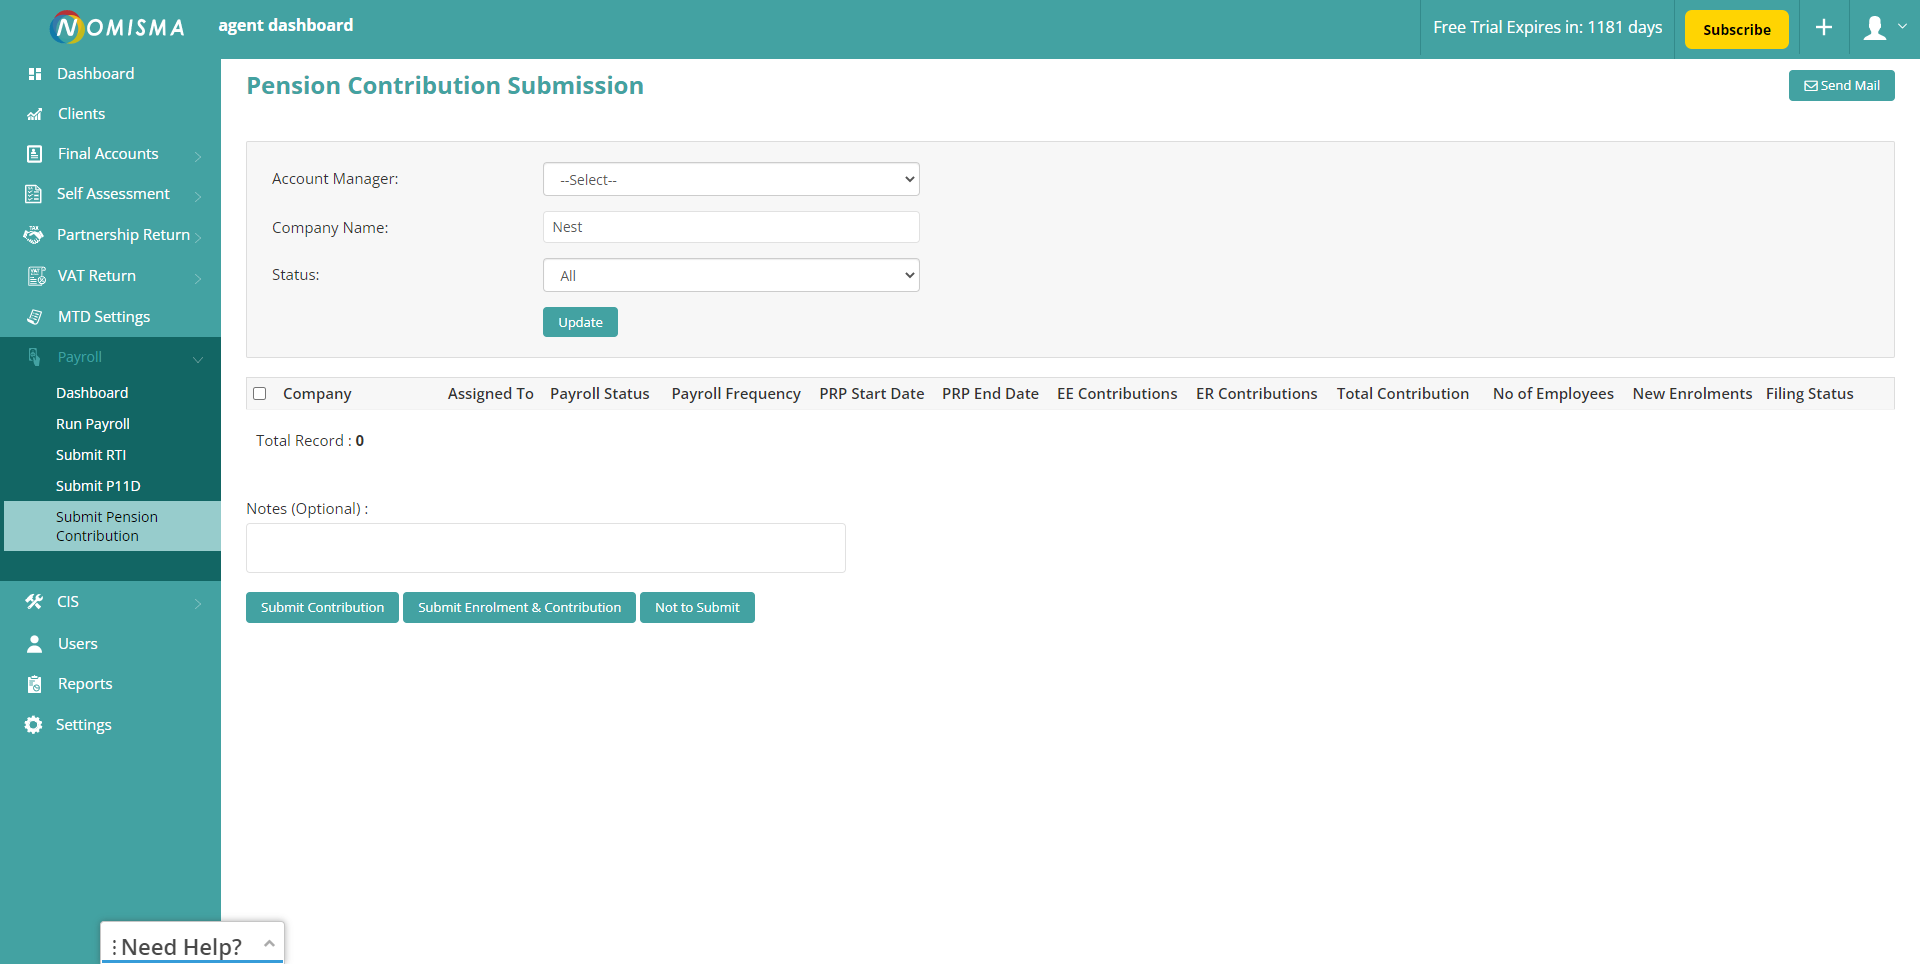 NOMISMA
agent dashboard
Free Trial Expires in: 1181 days
Subscribe
Dashboard
Clients
Final Accounts
Self Assessment
Partnership Return
VAT Return
MTD Settings
Payroll
Dashboard
Run Payroll
Submit RTI
Submit P11D
Submit Pension
Contribution
CIS
Users
Reports
Settings
Pension Contribution Submission
Send Mail
Account Manager:
--Select--
Company Name:
Nest
Status:
All
Update
Company Assigned To Payroll Status Payroll Frequency PRP Start Date PRP End Date EE Contributions ER Contributions Total Contribution No of Employees New Enrolments Filing Status
Total Record : 0
Notes (Optional) :
Submit Contribution
Submit Enrolment & Contribution
Not to Submit
Need Help?